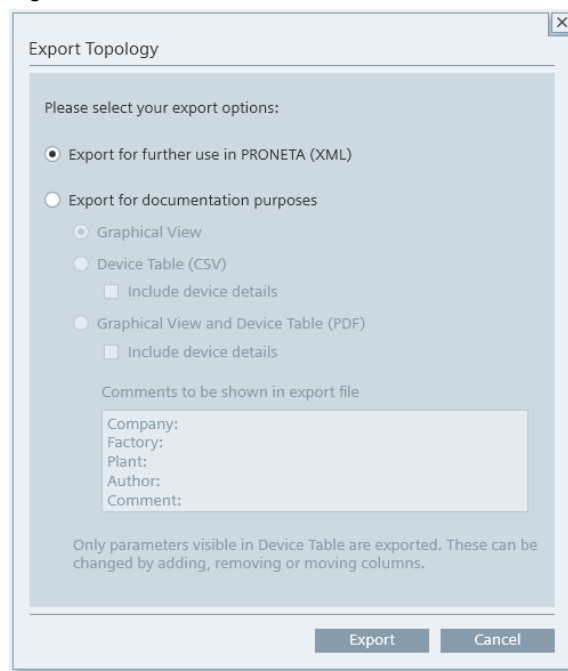 Export Topology
Please select your export options:
Export for further use in PRONETA (XML)
Export for documentation purposes
Graphical View
Device Table (CSV)
Include device details
Graphical View and Device Table (PDF)
Include device details
Comments to be shown in export file
Company:
Factory:
Plant:
Author:
Comment:
Only parameters visible in Device Table are exported. These can be
changed by adding, removing or moving columns.
Export Cancel